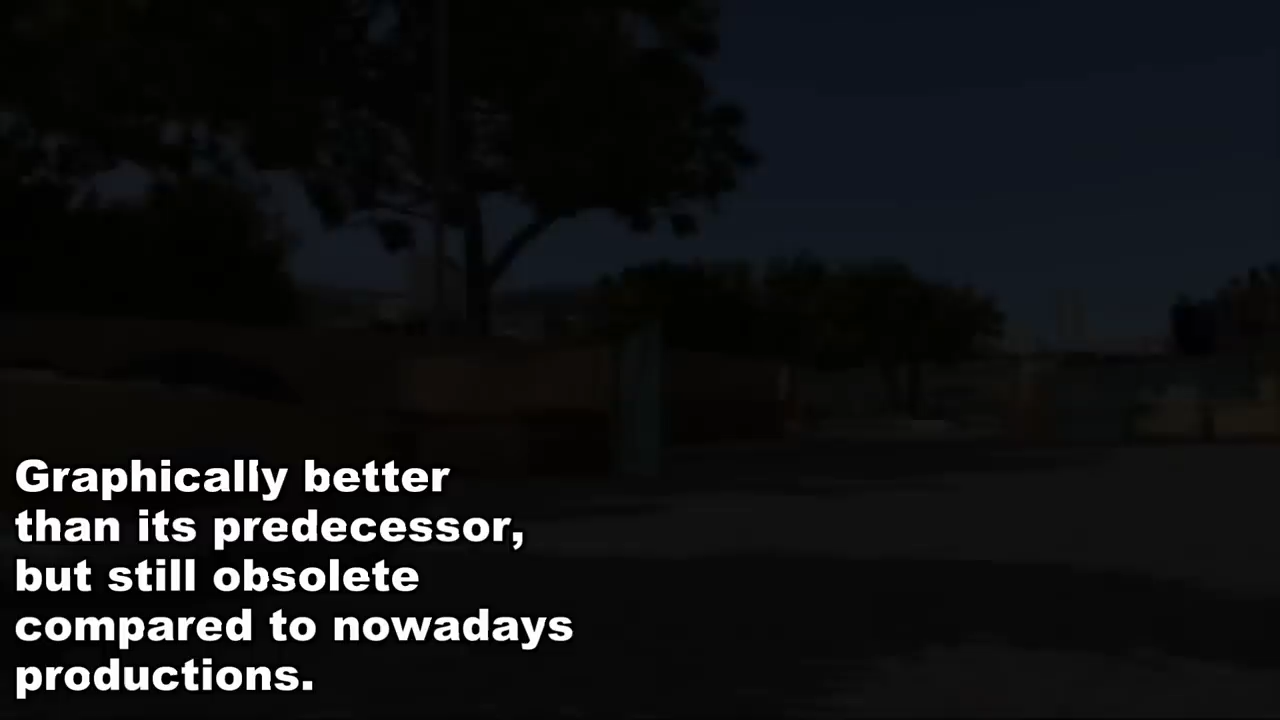 Graphically better
than its predecessor,
but still obsolete
compared to nowadays
productions.